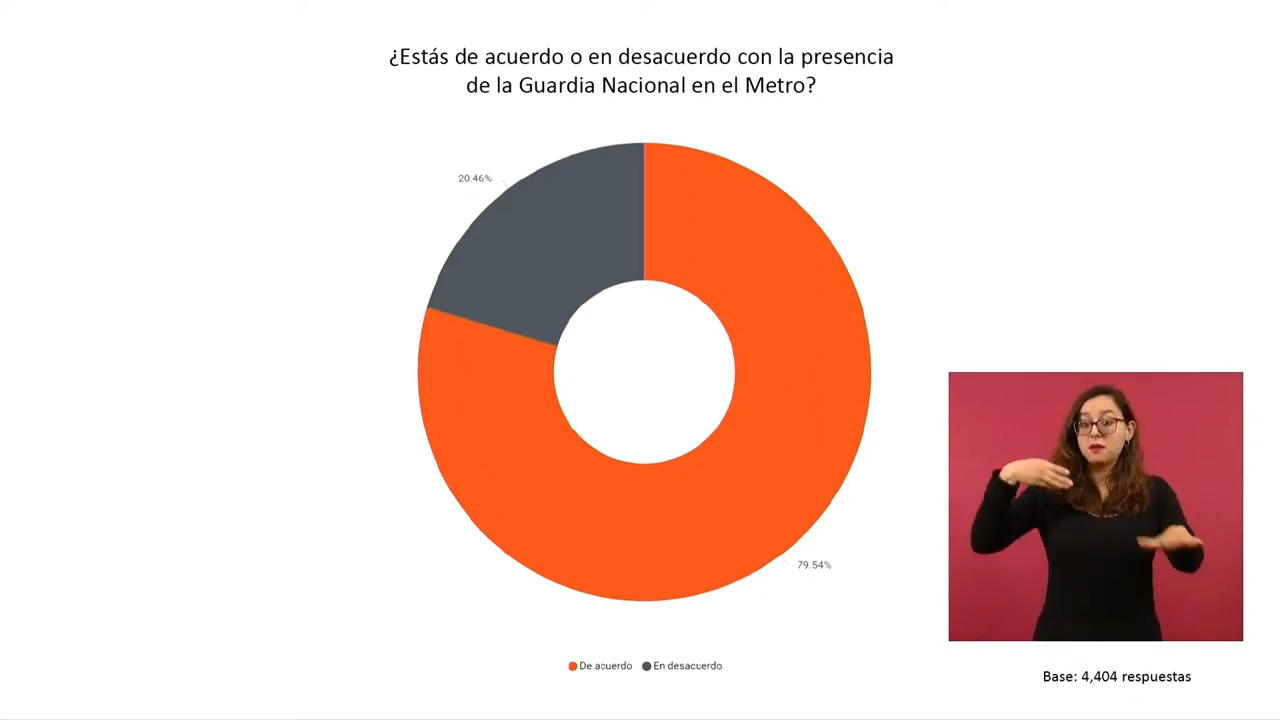 ¿Estás de acuerdo o en desacuerdo con la presencia
de la Guardia Nacional en el Metro?
20.46%
79.54%
De acuerdo En desacuerdo
Base: 4,404 respuestas